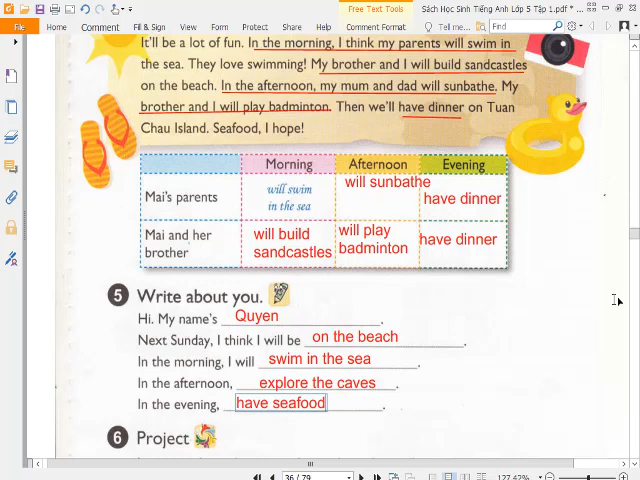 Free Text Tools
Sách Học Sinh Tiếng Anh Lớp 5 Tập 1.pdf *
File
Home
Comment
Fill & Sign
View
Form
Protect
Share
Help
Comment Format
Tell me...
Find
It'll be a lot of fun. In the morning, I think my parents will swim in
the sea. They love swimming! My brother and I will build sandcastles
on the beach. In the afternoon, my mum and dad will sunbathe. My
brother and I will play badminton. Then we'll have dinner on Tuan
Chau Island. Seafood, I hope!
Morning Afternoon Evening
Mai's parents
will swim
in the sea
will sunbathe
have dinner
Mai and her
brother
will build
sandcastles
will play
badminton
have dinner
5 Write about you.
Hi. My name's Quyen.
Next Sunday, I think I will be on the beach.
In the morning, I will swim in the sea.
In the afternoon, explore the caves.
In the evening, have seafood.
6 Project
36 / 79
127.42%